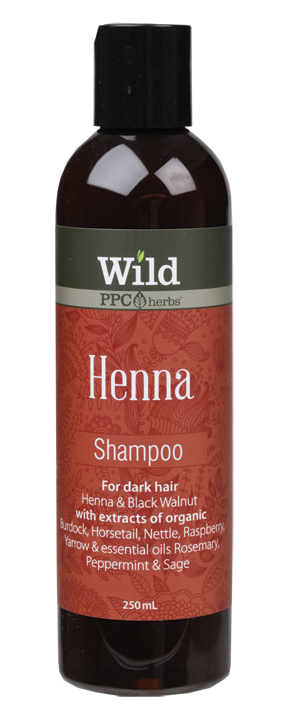 Wild
PPC herbs
Henna
Shampoo
For dark hair
Henna & Black Walnut
with extracts of organic
Burdock, Horsetail, Nettle, Raspberry,
Yarrow & essential oils Rosemary,
Peppermint & Sage
250mL